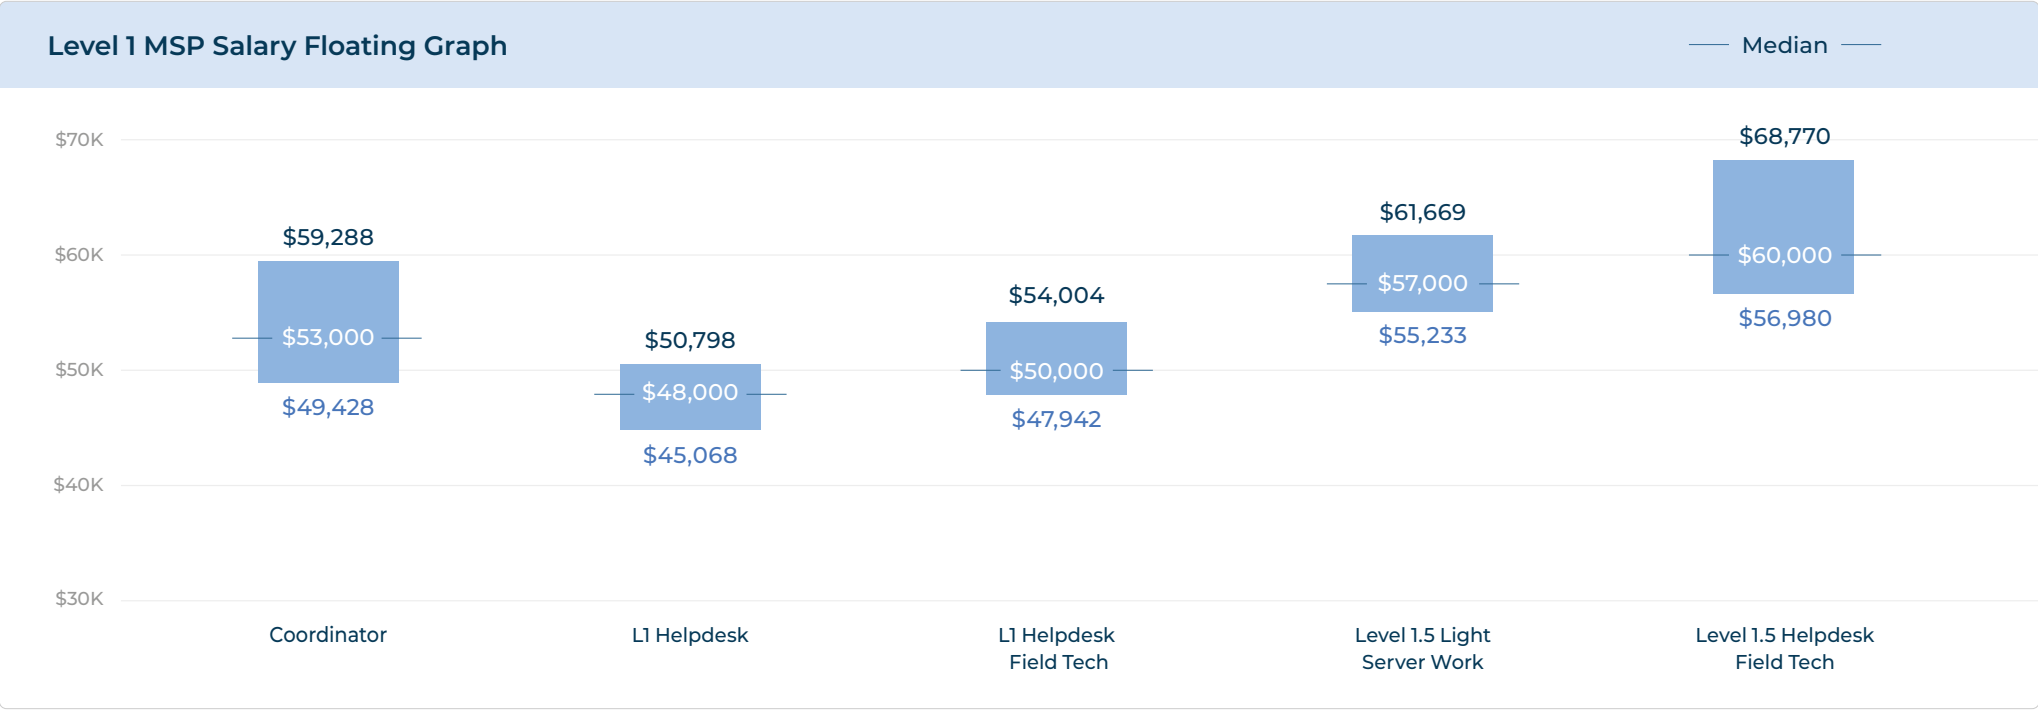 Level 1 MSP Salary Floating Graph
Median
$70K
$60K
$50K
$40K
$30K
$59,288
$53,000
$49,428
$50,798
$48,000
$45,068
$54,004
$50,000
$47,942
$61,669
$57,000
$55,233
$68,770
$60,000
$56,980
Coordinator
L1 Helpdesk
L1 Helpdesk
Field Tech
Level 1.5 Light
Server Work
Level 1.5 Helpdesk
Field Tech